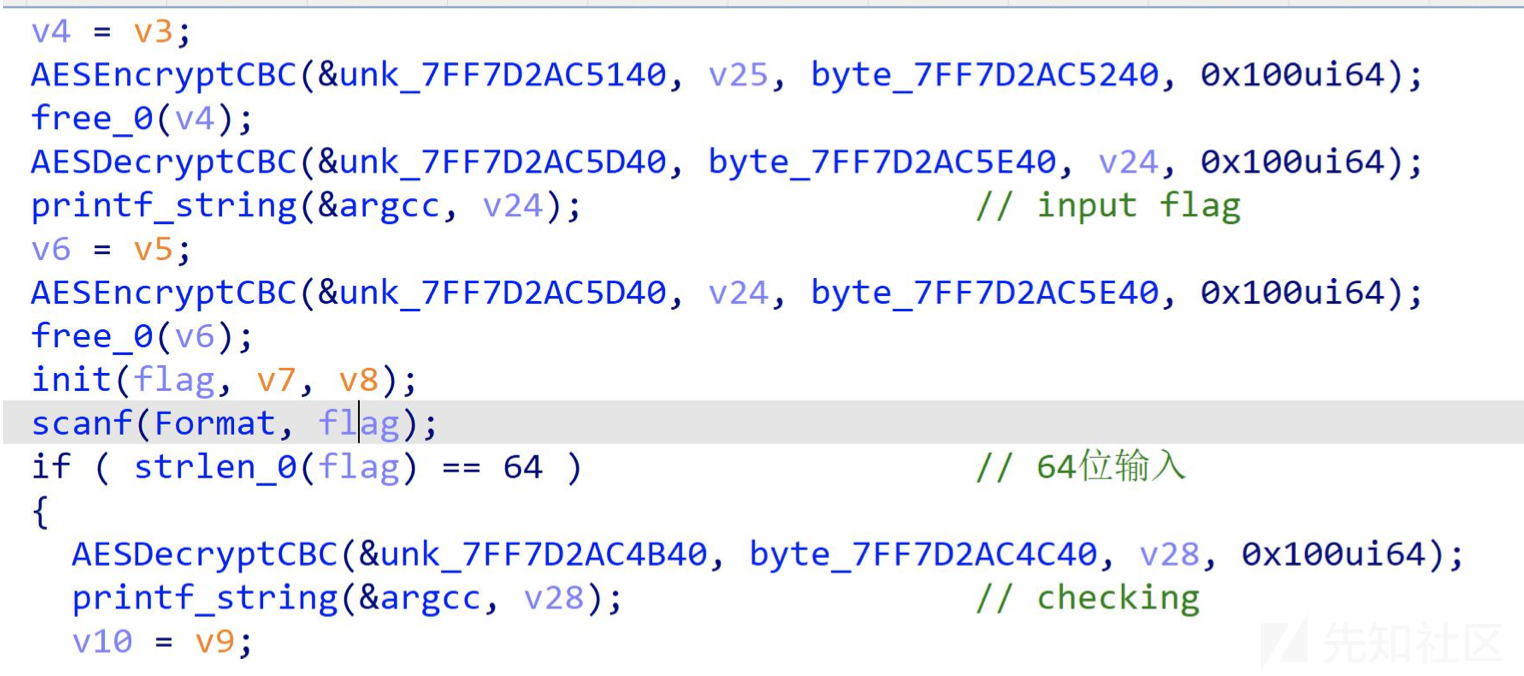 v4 = v3;
AESEncryptCBC(&unk_7FF7D2AC5140, v25, byte_7FF7D2AC5240, 0x100ui64);
free_0(v4);
AESDecryptCBC(&unk_7FF7D2AC5D40, byte_7FF7D2AC5E40, v24, 0x100ui64);
printf_string(&argcc, v24); // input flag
v6 = v5;
AESEncryptCBC(&unk_7FF7D2AC5D40, v24, byte_7FF7D2AC5E40, 0x100ui64);
free_0(v6);
init(flag, v7, v8);
scanf(Format, flag);
if ( strlen_0(flag) == 64 ) // 64位输入
{
AESDecryptCBC(&unk_7FF7D2AC4B40, byte_7FF7D2AC4C40, v28, 0x100ui64);
printf_string(&argcc, v28); // checking
v10 = v9;
先知社区